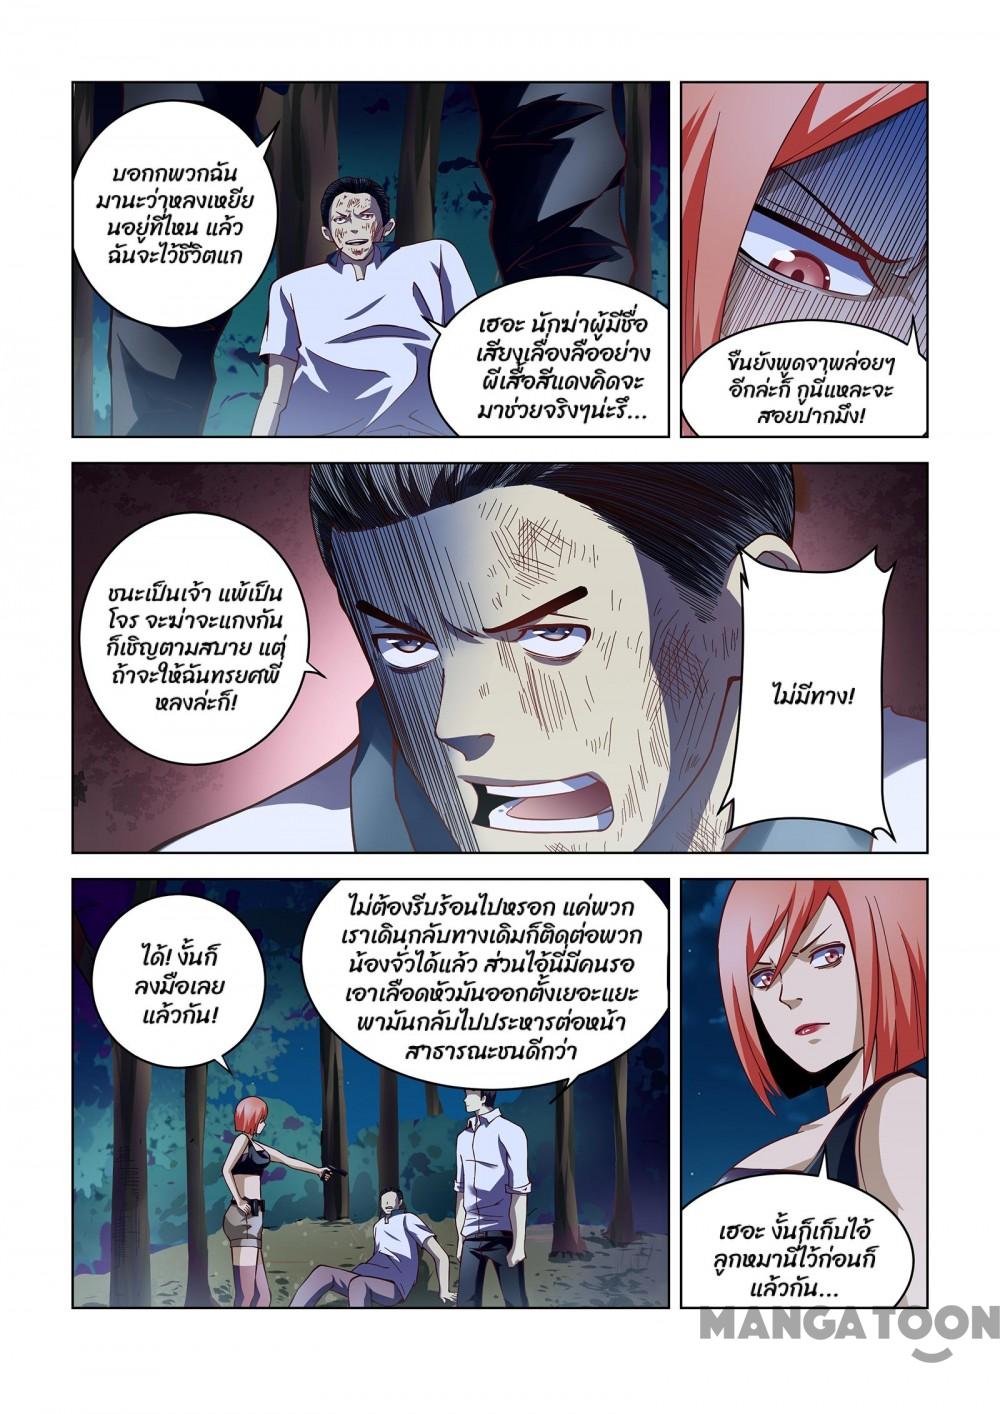 บอกกพวกฉัน
มานะว่าหลงเหยีย
นอยู่ที่ไหน แล้ว
ฉันจะไว้ชีวิตแก
เฮอะ นักฆ่าผู้มีชื่อ
เสียงเลื่องลืออย่าง
ผีเสื้อสีแดงคิดจะ
มาช่วยจริงๆน่ะรึ...
ขืนยังพูดจาพล่อยๆ
อีกล่ะก็ กูนี่แหละจะ
สอยปากมึง!
ชนะเป็นเจ้า แพ้เป็น
โจร จะฆ่าจะแกงกัน
ก็เชิญตามสบาย แต่
ถ้าจะให้ฉันทรยศพี่
หลงล่ะก็!
ไม่มีทาง!
ได้! งั้นก็
ลงมือเลย
แล้วกัน!
ไม่ต้องรีบร้อนไปหรอก แค่พวก
เราเดินกลับทางเดิมก็ติดต่อพวก
น้องจั่วได้แล้ว ส่วนไอ้นี่มีคนรอ
เอาเลือดหัวมันออกตั้งเยอะแยะ
พามันกลับไปประหารต่อหน้า
สาธารณะชนดีกว่า
เฮอะ งั้นก็เก็บไอ้
ลูกหมานี่ไว้ก่อนก็
แล้วกัน...
MANGATOON